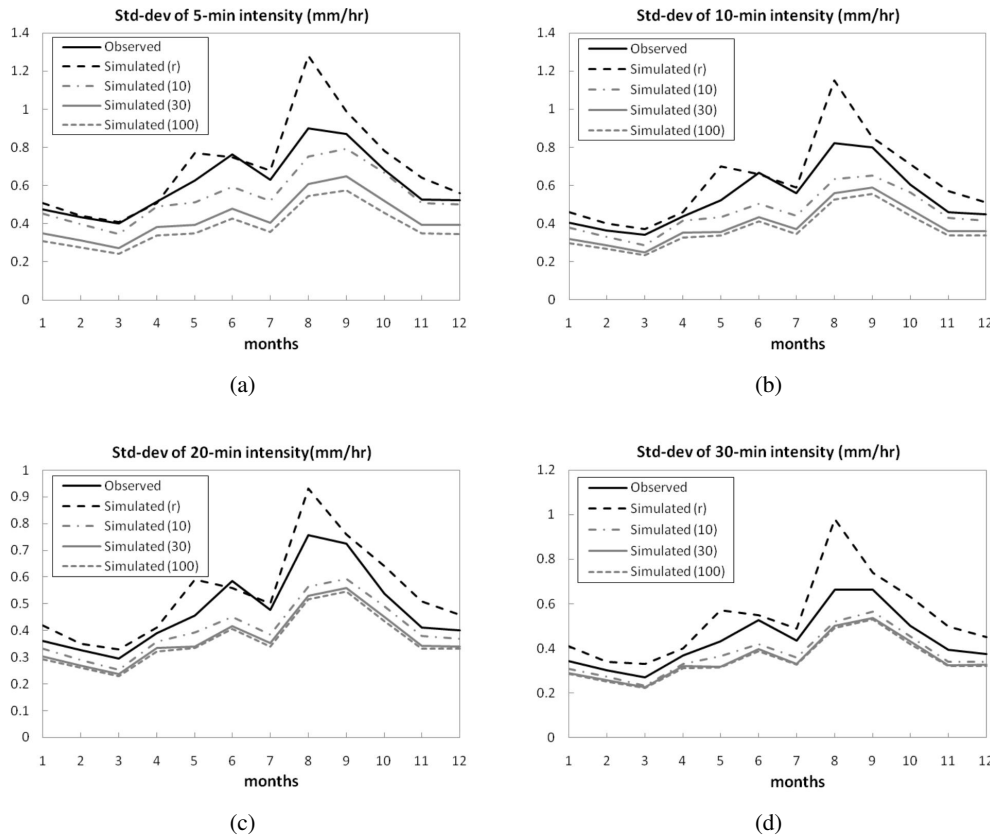 Std-dev of 5-min intensity (mm/hr)
1.4
1.2
1
0.8
0.6
0.4
0.2
0
Observed
Simulated (r)
Simulated (10)
Simulated (30)
Simulated (100)
1 2 3 4 5 6 7 8 9 10 11 12
months
(a)
Std-dev of 10-min intensity (mm/hr)
1.4
1.2
1
0.8
0.6
0.4
0.2
0
Observed
Simulated (r)
Simulated (10)
Simulated (30)
Simulated (100)
1 2 3 4 5 6 7 8 9 10 11 12
months
(b)
Std-dev of 20-min intensity(mm/hr)
1
0.9
0.8
0.7
0.6
0.5
0.4
0.3
0.2
0.1
0
Observed
Simulated (r)
Simulated (10)
Simulated (30)
Simulated (100)
1 2 3 4 5 6 7 8 9 10 11 12
months
(c)
Std-dev of 30-min intensity (mm/hr)
1.2
1
0.8
0.6
0.4
0.2
0
Observed
Simulated (r)
Simulated (10)
Simulated (30)
Simulated (100)
1 2 3 4 5 6 7 8 9 10 11 12
months
(d)